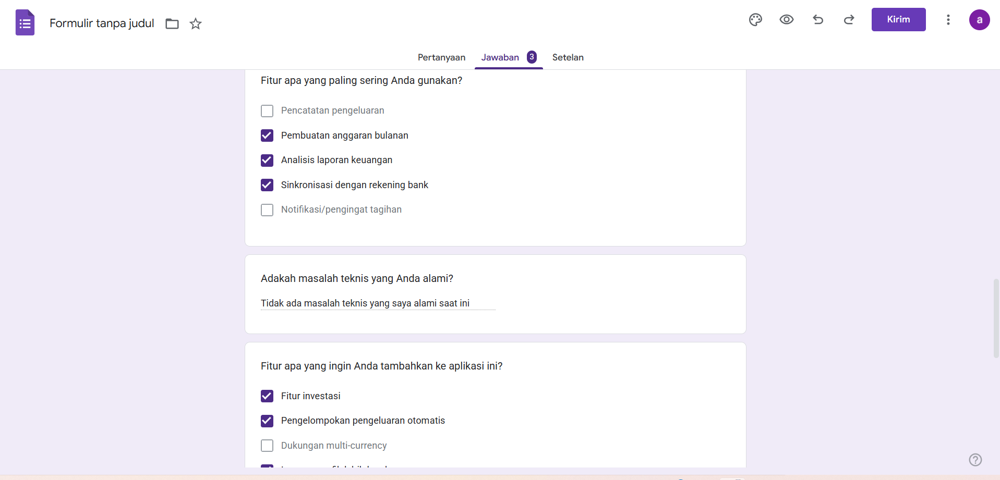 Formulir tanpa judul
Kirim
a
Pertanyaan
Jawaban 3
Setelan
Fitur apa yang paling sering Anda gunakan?
Pencatatan pengeluaran
Pembuatan anggaran bulanan
Analisis laporan keuangan
Sinkronisasi dengan rekening bank
Notifikasi/pengingat tagihan
Adakah masalah teknis yang Anda alami?
Tidak ada masalah teknis yang saya alami saat ini
Fitur apa yang ingin Anda tambahkan ke aplikasi ini?
Fitur investasi
Pengelompokan pengeluaran otomatis
Dukungan multi-currency